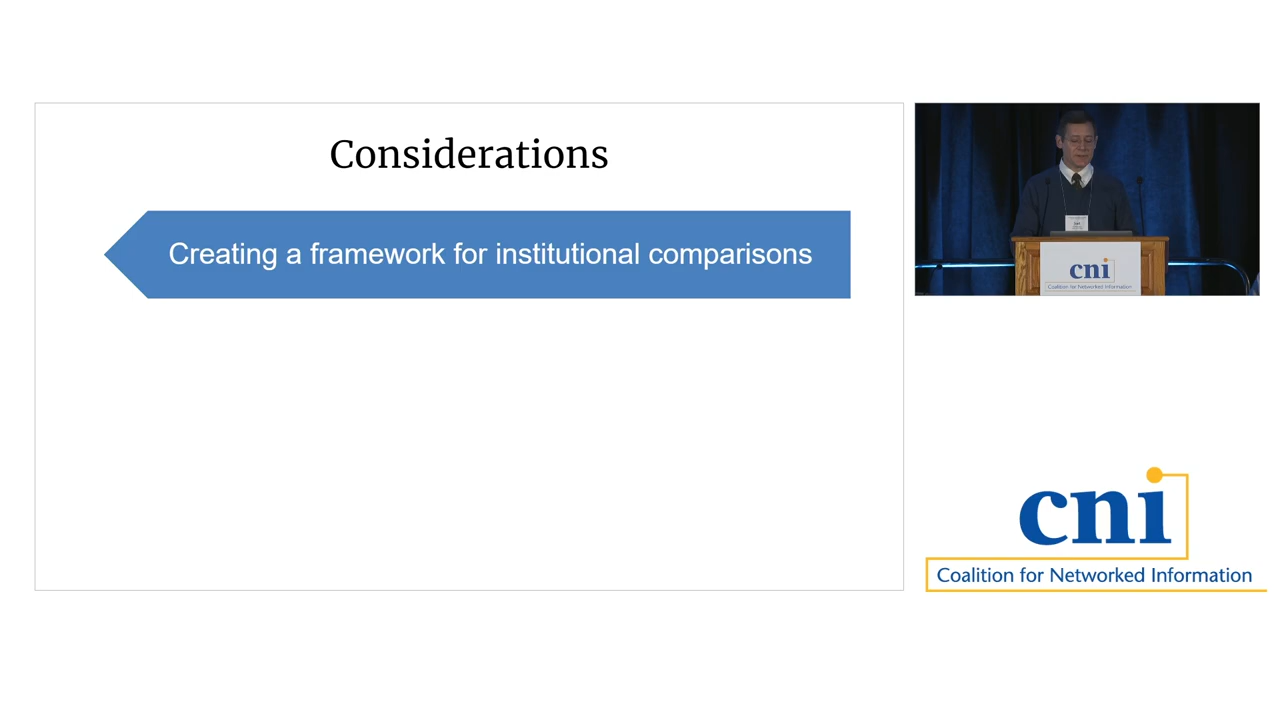 Considerations
Creating a framework for institutional comparisons
cni
Coalition for Networked Information
cni
Coalition for Networked Information